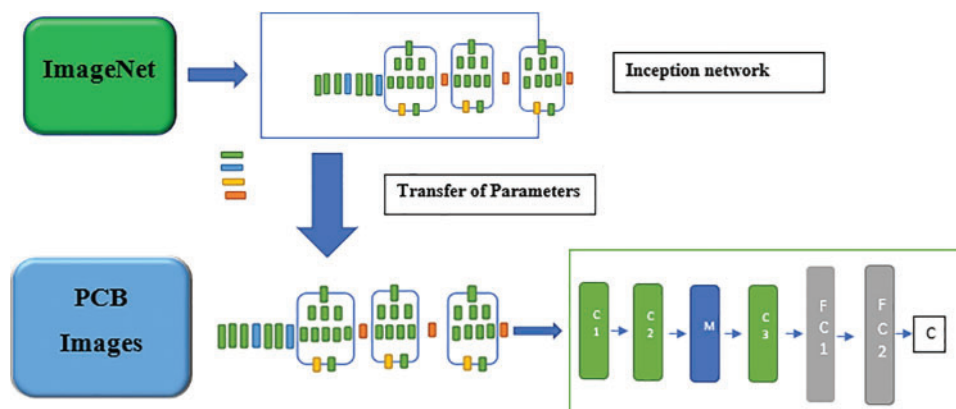 ImageNet
Inception network
Transfer of Parameters
PCB
Images
C
1
C
2
M
C
3
F
C
1
F
C
2
C